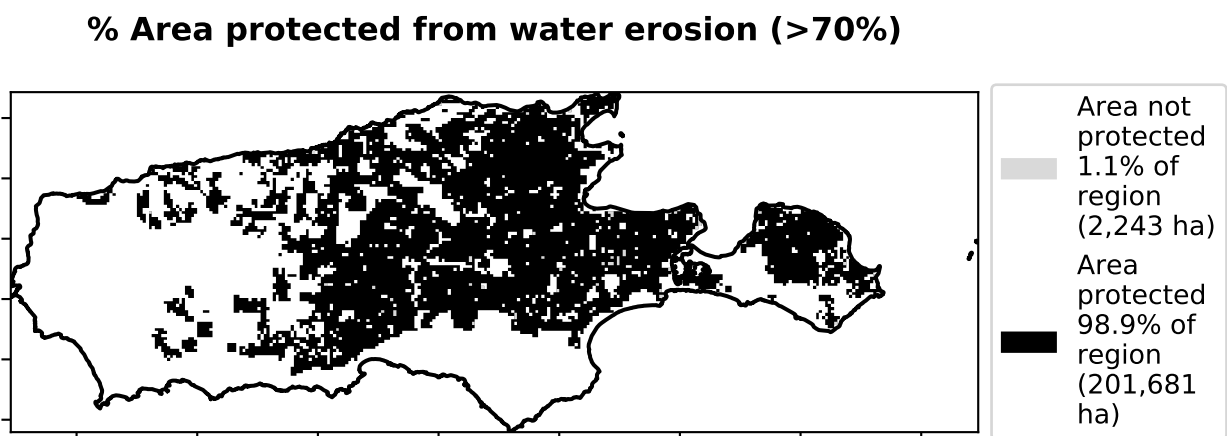 % Area protected from water erosion (>70%)
Area not
protected
1.1% of
region
(2,243 ha)
Area
protected
98.9% of
region
(201,681
ha)